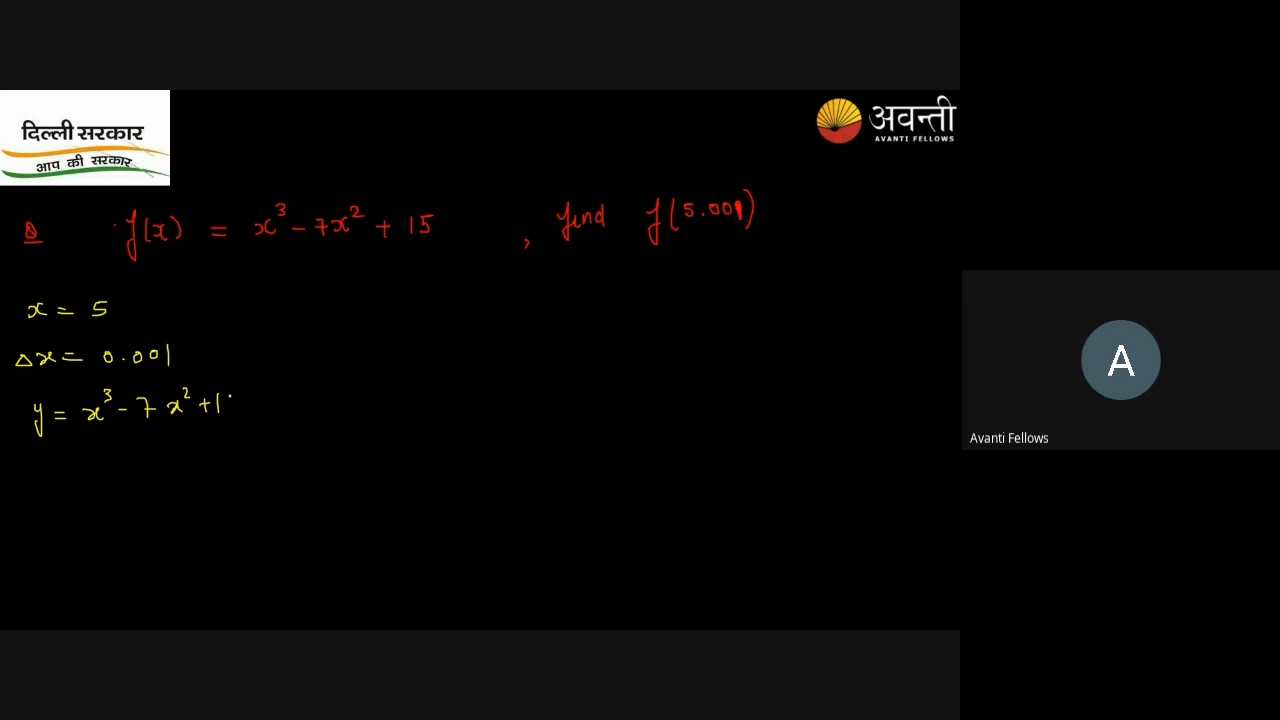 दिल्ली सरकार
आप की सरकार
अवन्ती
AVANTI FELLOWS
Q f(x) = x³ - 7x² + 15 , find f(5.001)
x = 5
Δx = 0.001
y = x³ - 7x² + 1
A
Avanti Fellows